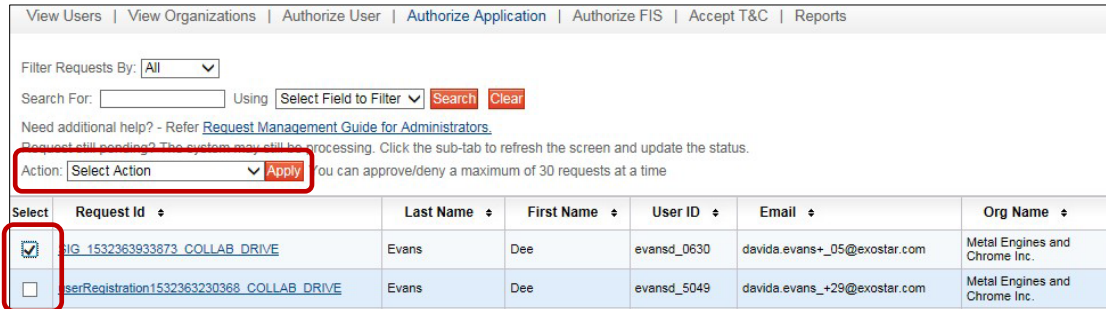 View Users | View Organizations | Authorize User | Authorize Application | Authorize FIS | Accept T&C | Reports
Filter Requests By: All
Search For: Using Select Field to Filter Search Clear
Need additional help? - Refer Request Management Guide for Administrators.
Request still pending? The system may still be processing. Click the sub-tab to refresh the screen and update the status.
Action: Select Action Apply You can approve/deny a maximum of 30 requests at a time
Select Request Id Last Name First Name User ID Email Org Name
SIG_1532363933873_COLLAB_DRIVE Evans Dee evansd_0630 davida.evans+_05@exostar.com Metal Engines and
Chrome Inc.
userRegistration1532363230368_COLLAB_DRIVE Evans Dee evansd_5049 davida.evans_+29@exostar.com Metal Engines and
Chrome Inc.